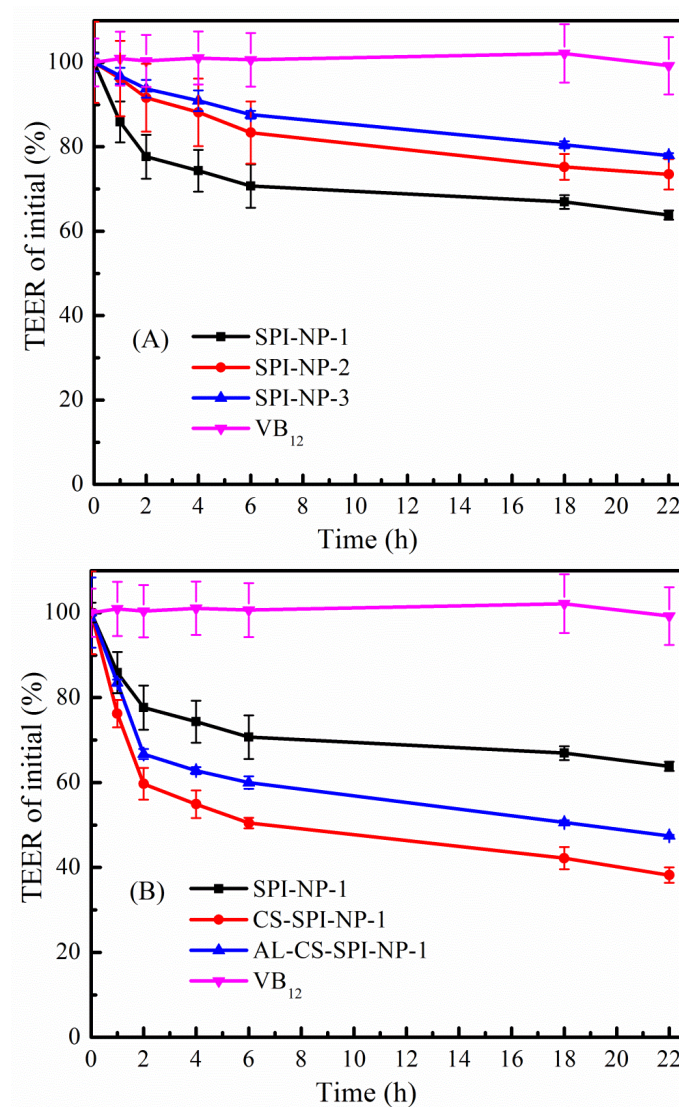 100
80
60
40
20
0
TEER of initial (%)
(A)
SPI-NP-1
SPI-NP-2
SPI-NP-3
VB₁₂
0 2 4 6 8 10 12 14 16 18 20 22
Time (h)
100
80
60
40
20
0
TEER of initial (%)
(B)
SPI-NP-1
CS-SPI-NP-1
AL-CS-SPI-NP-1
VB₁₂
0 2 4 6 8 10 12 14 16 18 20 22
Time (h)